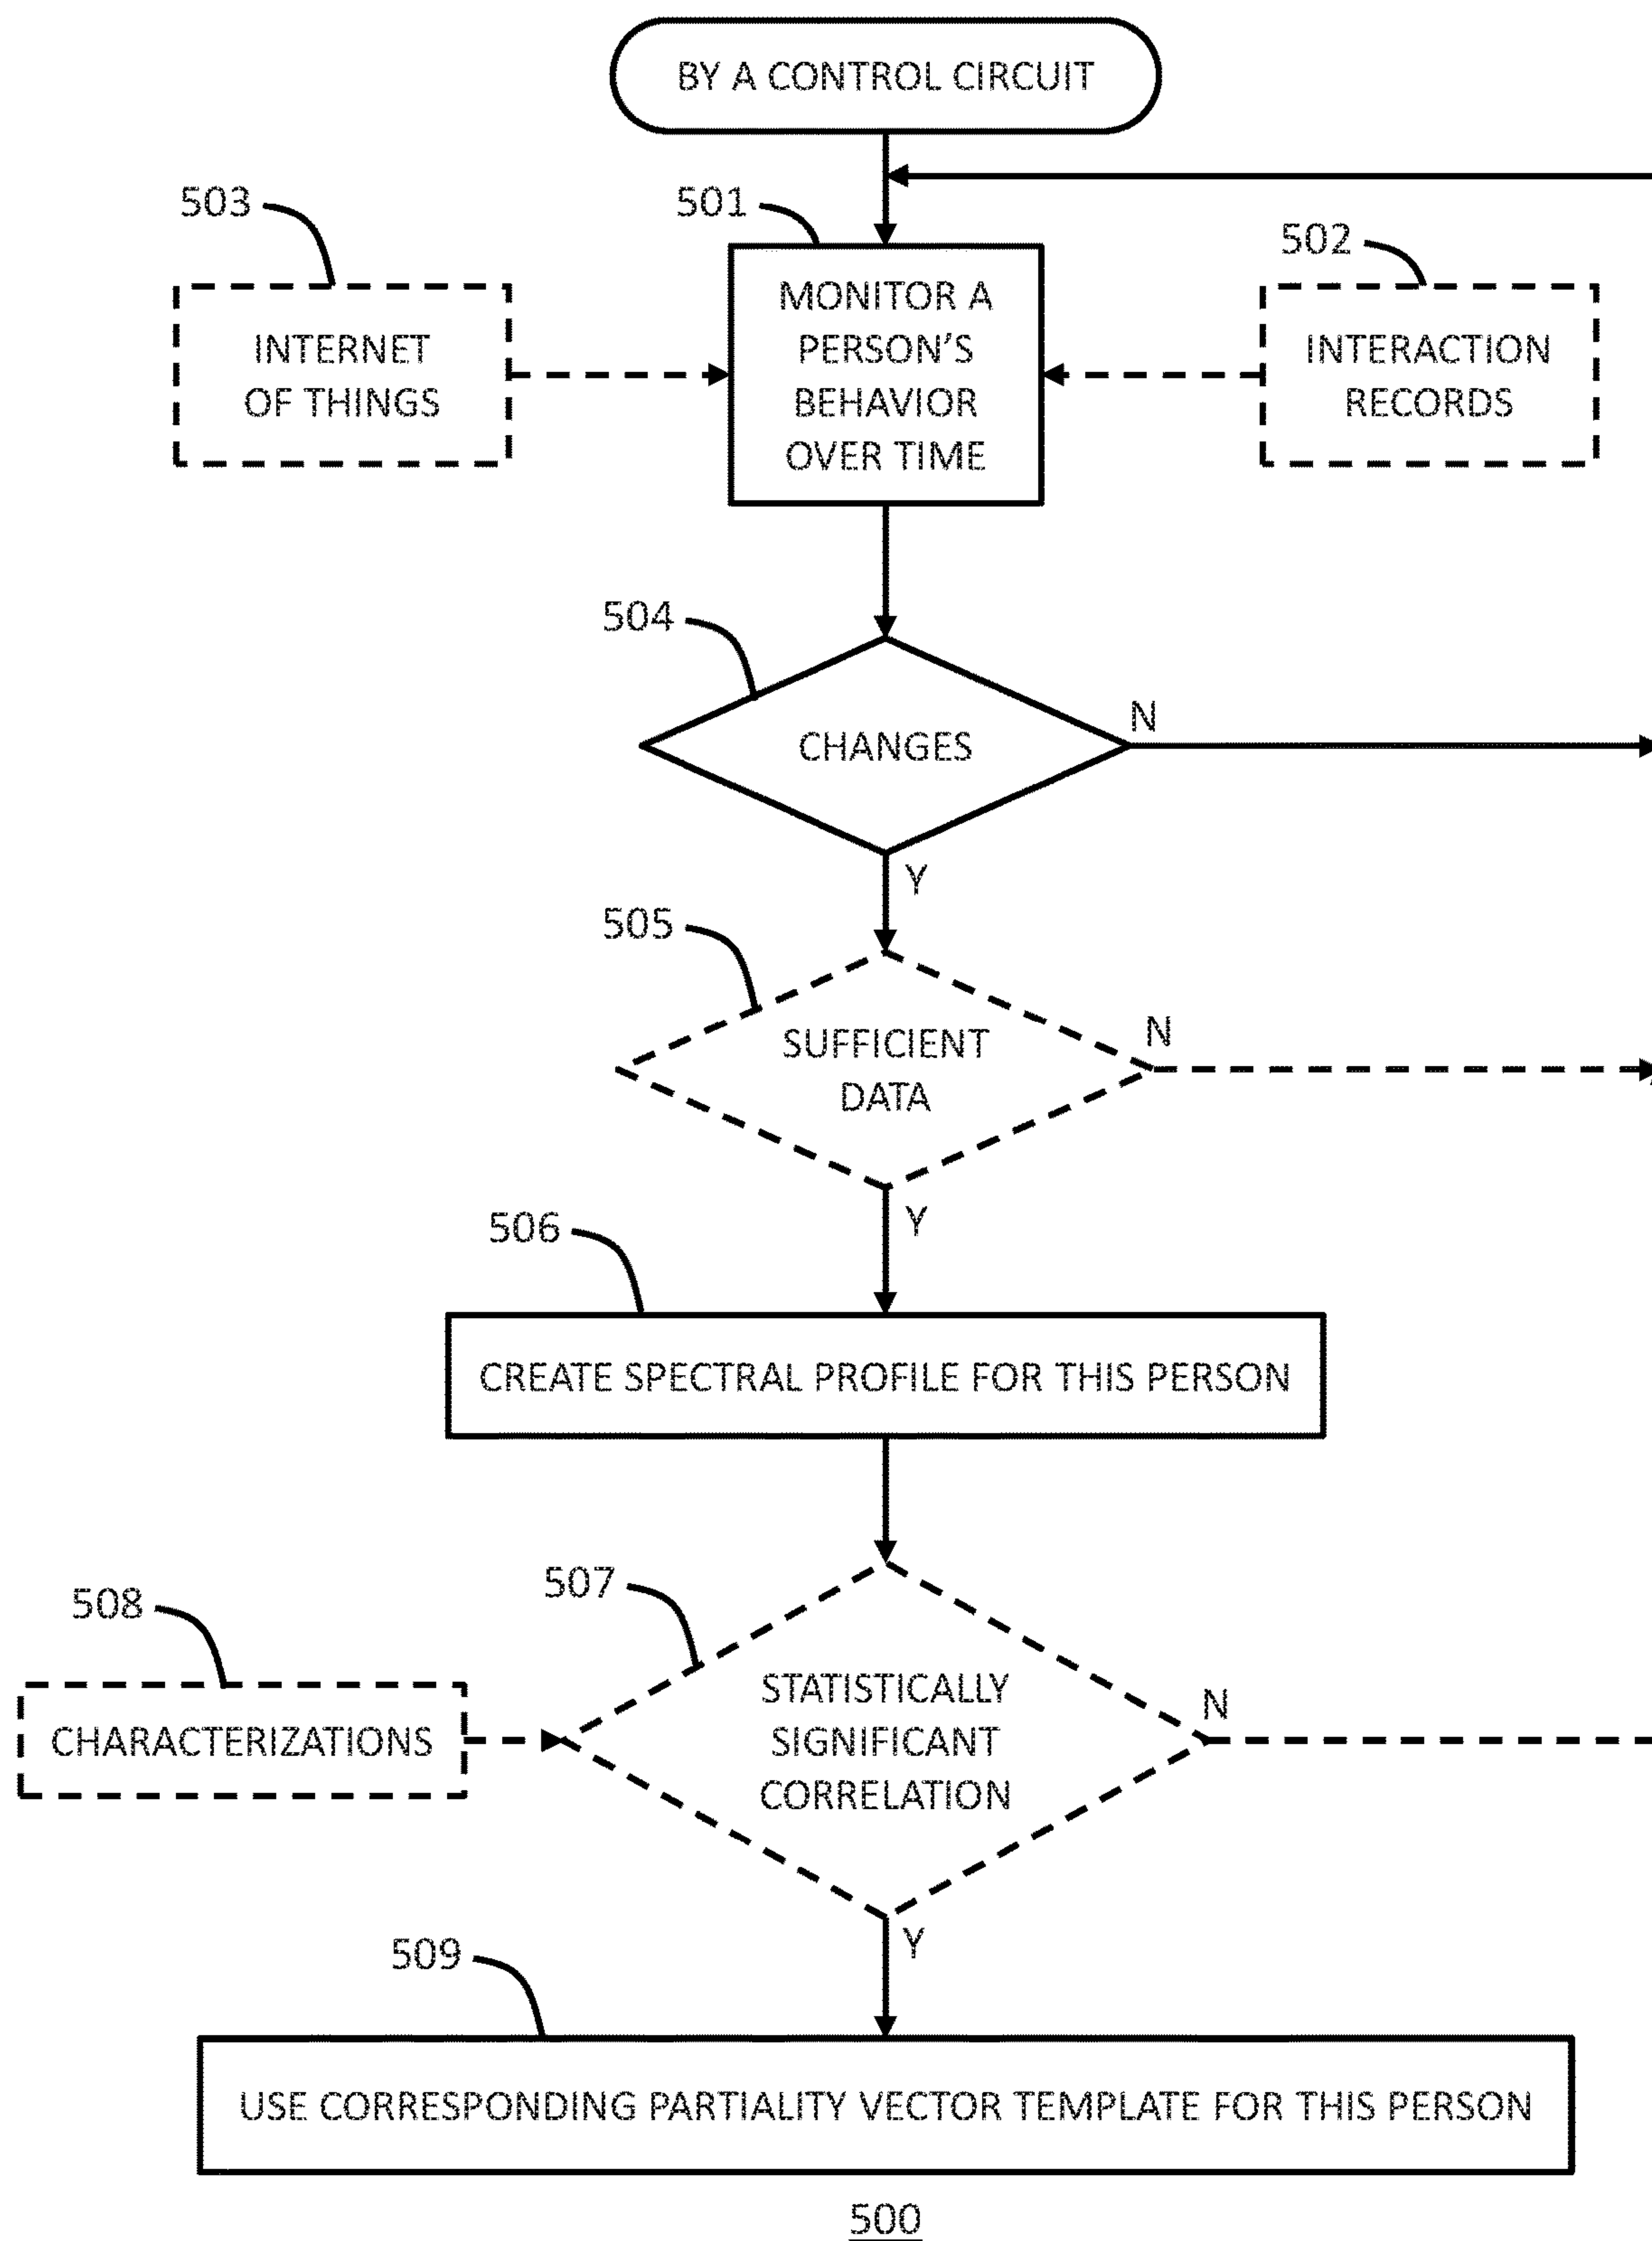 BY A CONTROL CIRCUIT
503
501
502
MONITOR A
PERSON'S
BEHAVIOR
OVER TIME
INTERNET
OF THINGS
INTERACTION
RECORDS
504
CHANGES
N
Y
505
SUFFICIENT
DATA
N
Y
506
CREATE SPECTRAL PROFILE FOR THIS PERSON
507
508
CHARACTERIZATIONS
STATISTICALLY
SIGNIFICANT
CORRELATION
N
Y
509
USE CORRESPONDING PARTIALITY VECTOR TEMPLATE FOR THIS PERSON
500